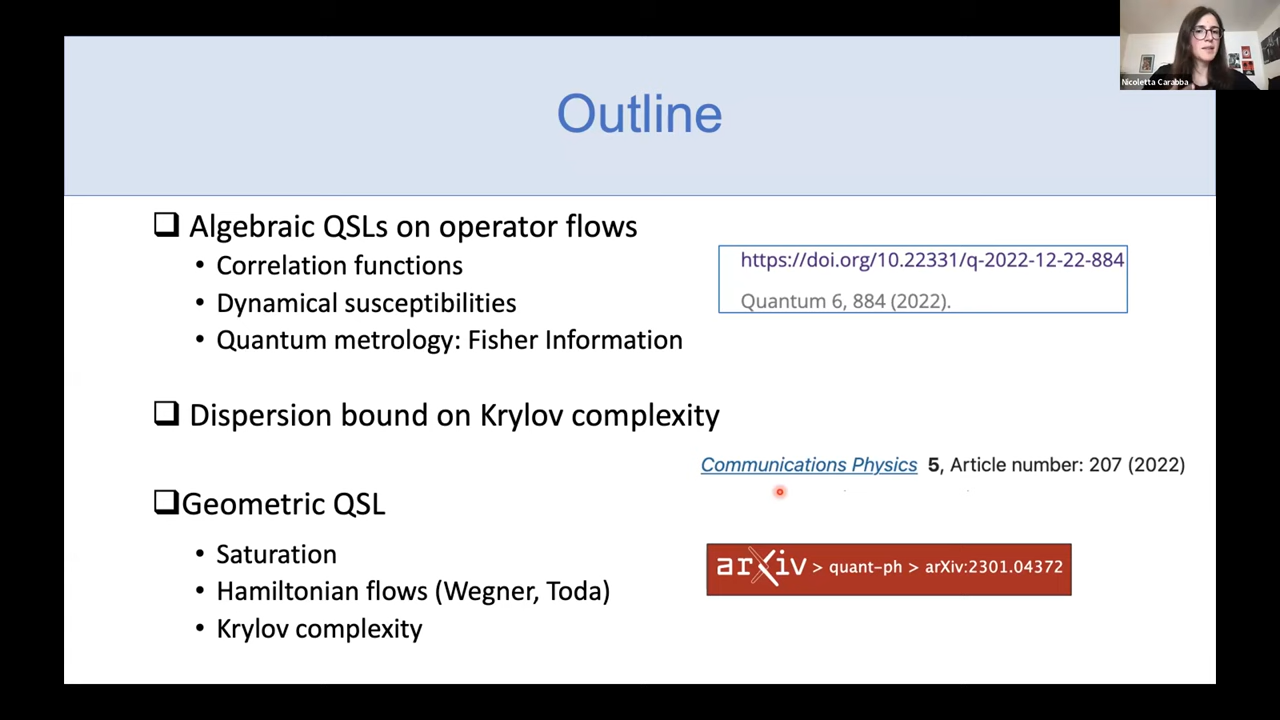 Nicoletta Carabba
Outline
❑ Algebraic QSLs on operator flows
• Correlation functions
• Dynamical susceptibilities
• Quantum metrology: Fisher Information
https://doi.org/10.22331/q-2022-12-22-884
Quantum 6, 884 (2022).
❑ Dispersion bound on Krylov complexity
Communications Physics 5, Article number: 207 (2022)
❑Geometric QSL
• Saturation
• Hamiltonian flows (Wegner, Toda)
• Krylov complexity
arXiv > quant-ph > arXiv:2301.04372